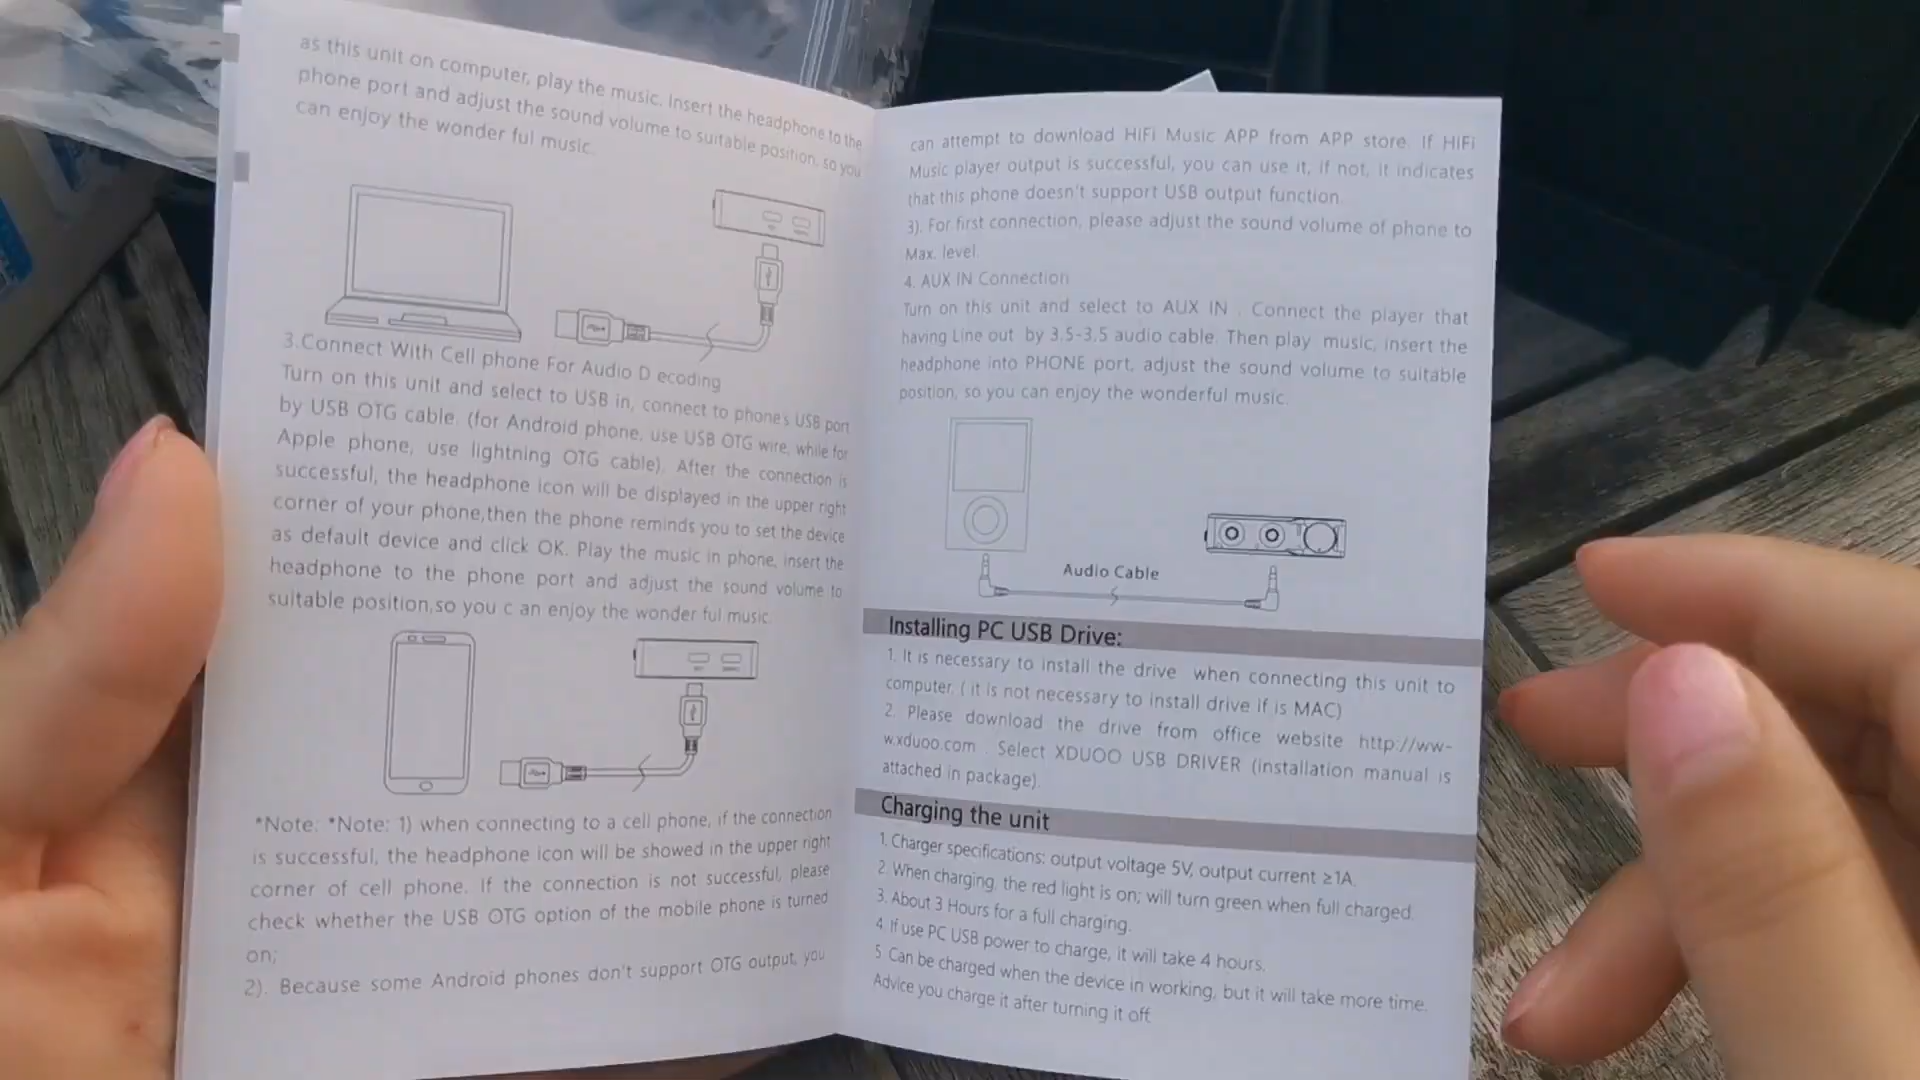 as this unit on computer, play the music. Insert the headphone to the
phone port and adjust the sound volume to suitable position, so you
can enjoy the wonder ful music.
3.Connect With Cell phone For Audio D ecoding
Turn on this unit and select to USB in, connect to phone's USB port
by USB OTG cable. (for Android phone, use USB OTG wire, while for
Apple phone, use lightning OTG cable). After the connection is
successful, the headphone icon will be displayed in the upper right
corner of your phone,then the phone reminds you to set the device
as default device and click OK. Play the music in phone, insert the
headphone to the phone port and adjust the sound volume to
suitable position,so you c an enjoy the wonder ful music.
*Note: *Note: 1) when connecting to a cell phone, if the connection
is successful, the headphone icon will be showed in the upper right
corner of cell phone. If the connection is not successful, please
check whether the USB OTG option of the mobile phone is turned
on;
2). Because some Android phones don't support OTG output, you
can attempt to download HiFi Music APP from APP store. If HiFi
Music player output is successful, you can use it, if not, it indicates
that this phone doesn't support USB output function.
3). For first connection, please adjust the sound volume of phone to
Max. level.
4. AUX IN Connection
Turn on this unit and select to AUX IN . Connect the player that
having Line out by 3.5-3.5 audio cable. Then play music, insert the
headphone into PHONE port, adjust the sound volume to suitable
position, so you can enjoy the wonderful music.
Audio Cable
Installing PC USB Drive:
1. It is necessary to install the drive when connecting this unit to
computer. ( it is not necessary to install drive if is MAC)
2. Please download the drive from office website http://ww-
w.xduoo.com . Select XDUOO USB DRIVER (installation manual is
attached in package).
Charging the unit
1. Charger specifications: output voltage 5V, output current ≥1A.
2. When charging, the red light is on; will turn green when full charged.
3. About 3 Hours for a full charging.
4. If use PC USB power to charge, it will take 4 hours.
5. Can be charged when the device in working, but it will take more time.
Advice you charge it after turning it off.